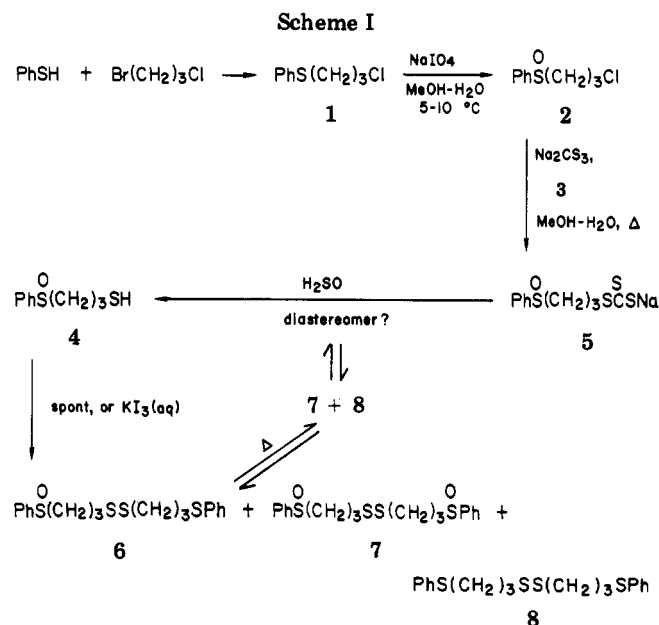 Scheme I
PhSH + Br(CH2)3Cl → PhS(CH2)3Cl
1
NaIO4
MeOH-H2O
5-10 °C
O
PhS(CH2)3Cl
2
Na2CS3,
3
MeOH-H2O, Δ
O S
PhS(CH2)3SCSNa
5
H2SO
diastereomer?
O
PhS(CH2)3SH
4
spont, or KI3(aq)
7 + 8
Δ
O
PhS(CH2)3SS(CH2)3SPh +
6
O O
PhS(CH2)3SS(CH2)3SPh +
7
PhS(CH2)3SS(CH2)3SPh
8